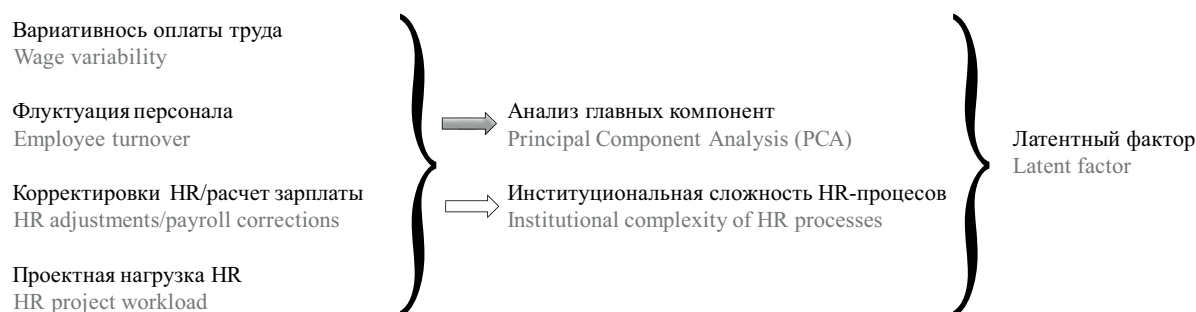 Вариативнось оплаты труда
Wage variability
Флуктуация персонала
Employee turnover
Корректировки HR/расчет зарплаты
HR adjustments/payroll corrections
Проектная нагрузка HR
HR project workload
Анализ главных компонент
Principal Component Analysis (PCA)
Институциональная сложность HR-процесов
Institutional complexity of HR processes
Латентный фактор
Latent factor